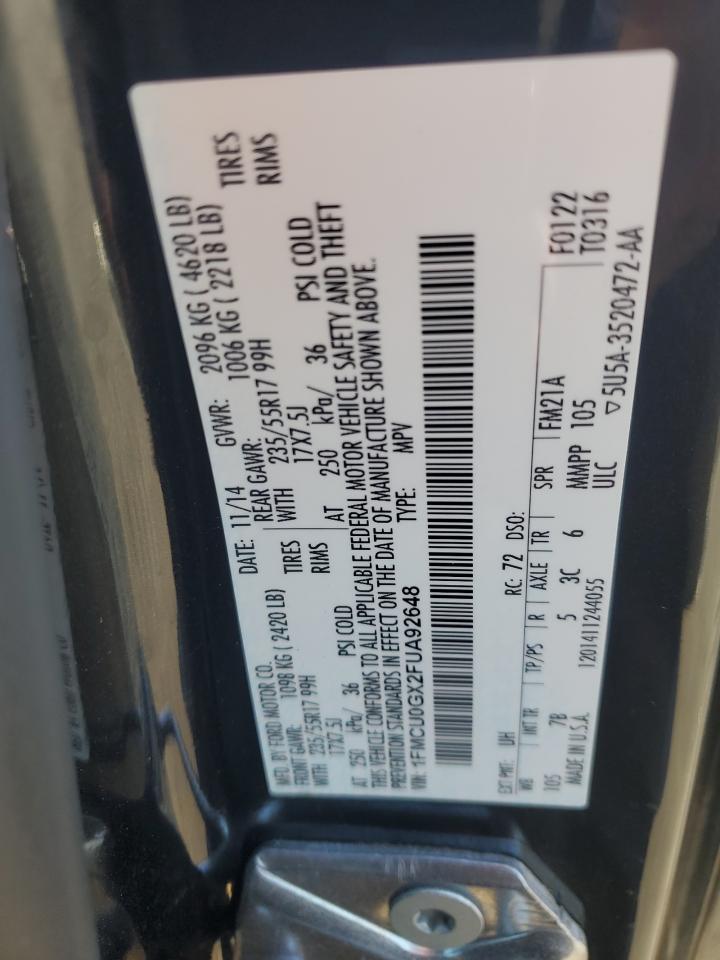 MFD. BY FORD MOTOR CO.
DATE: 11/14 GVWR: 2096 KG ( 4620 LB)
FRONT GAWR: 1098 KG ( 2420 LB) REAR GAWR: 1006 KG ( 2218 LB)
WITH 235/55R17 99H TIRES WITH 235/55R17 99H TIRES
17X7.5J RIMS 17X7.5J RIMS
AT 250 kPa/ 36 PSI COLD AT 250 kPa/ 36 PSI COLD
THIS VEHICLE CONFORMS TO ALL APPLICABLE FEDERAL MOTOR VEHICLE SAFETY AND THEFT
PREVENTION STANDARDS IN EFFECT ON THE DATE OF MANUFACTURE SHOWN ABOVE.
VIN: 1FMCU0GX2FUA92648 TYPE: MPV
EXT PNT: UH RC: 72 DSO: F0122
WB INT TR TP/PS R AXLE TR SPR FM21A T0316
105 7B 5 3C 6 MMPP 105
MADE IN U.S.A. 1201411244055 ULC ▽5U5A-3520472-AA